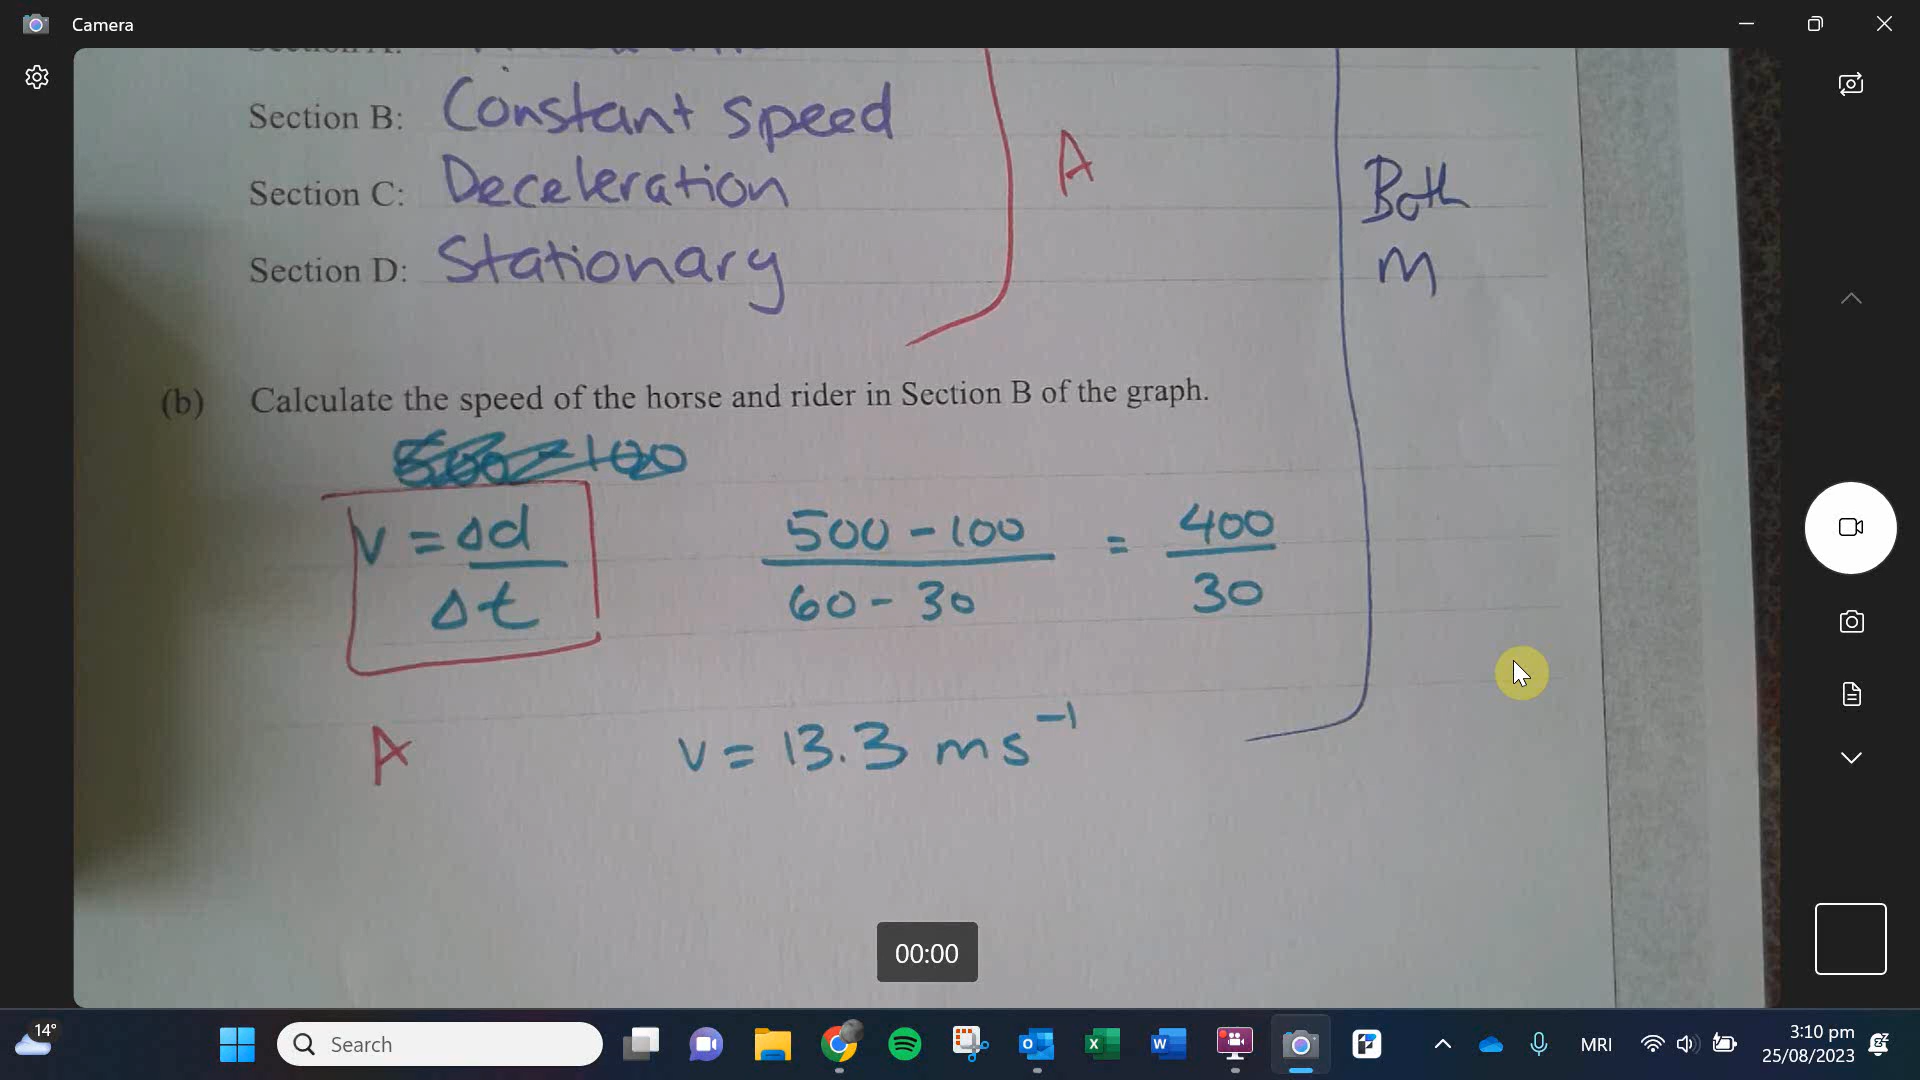 Camera
Section A:
Section B: Constant speed
Section C: Deceleration
Section D: Stationary
A
Both
M
(b) Calculate the speed of the horse and rider in Section B of the graph.
v = Δd / Δt
500 - 100 / 60 - 30 = 400 / 30
A
v = 13.3 ms⁻¹
00:00
14°
Search
MRI
3:10 pm
25/08/2023